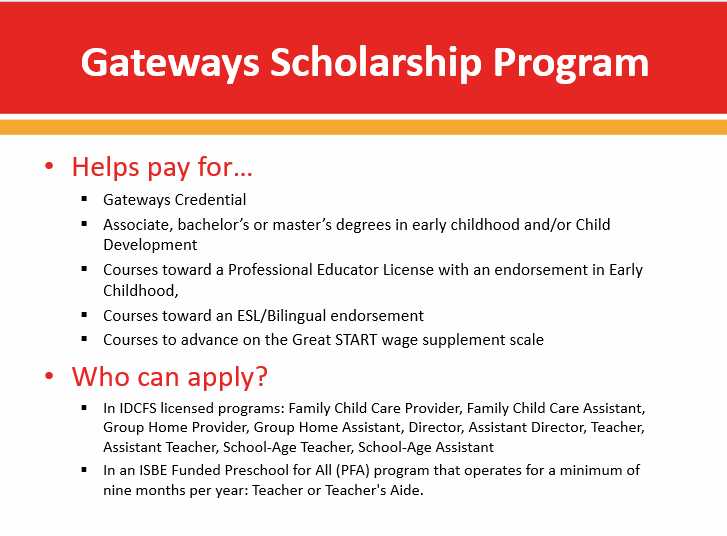 Gateways Scholarship Program
• Helps pay for…
▪ Gateways Credential
▪ Associate, bachelor’s or master’s degrees in early childhood and/or Child
Development
▪ Courses toward a Professional Educator License with an endorsement in Early
Childhood,
▪ Courses toward an ESL/Bilingual endorsement
▪ Courses to advance on the Great START wage supplement scale
• Who can apply?
▪ In IDCFS licensed programs: Family Child Care Provider, Family Child Care Assistant,
Group Home Provider, Group Home Assistant, Director, Assistant Director, Teacher,
Assistant Teacher, School-Age Teacher, School-Age Assistant
▪ In an ISBE Funded Preschool for All (PFA) program that operates for a minimum of
nine months per year: Teacher or Teacher's Aide.